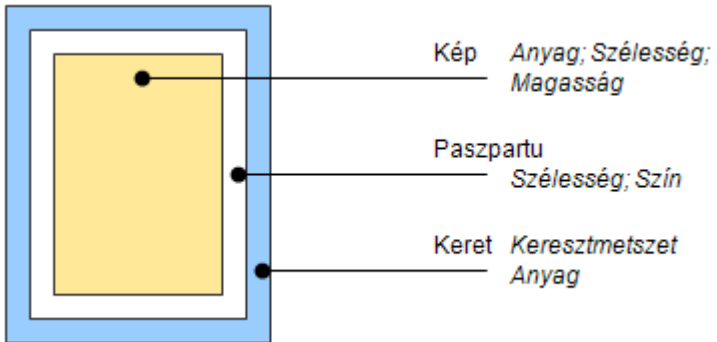 Kép Anyag; Szélesség;
Magasság
Paszpartu
Szélesség; Szín
Keret Keresztmetszet
Anyag